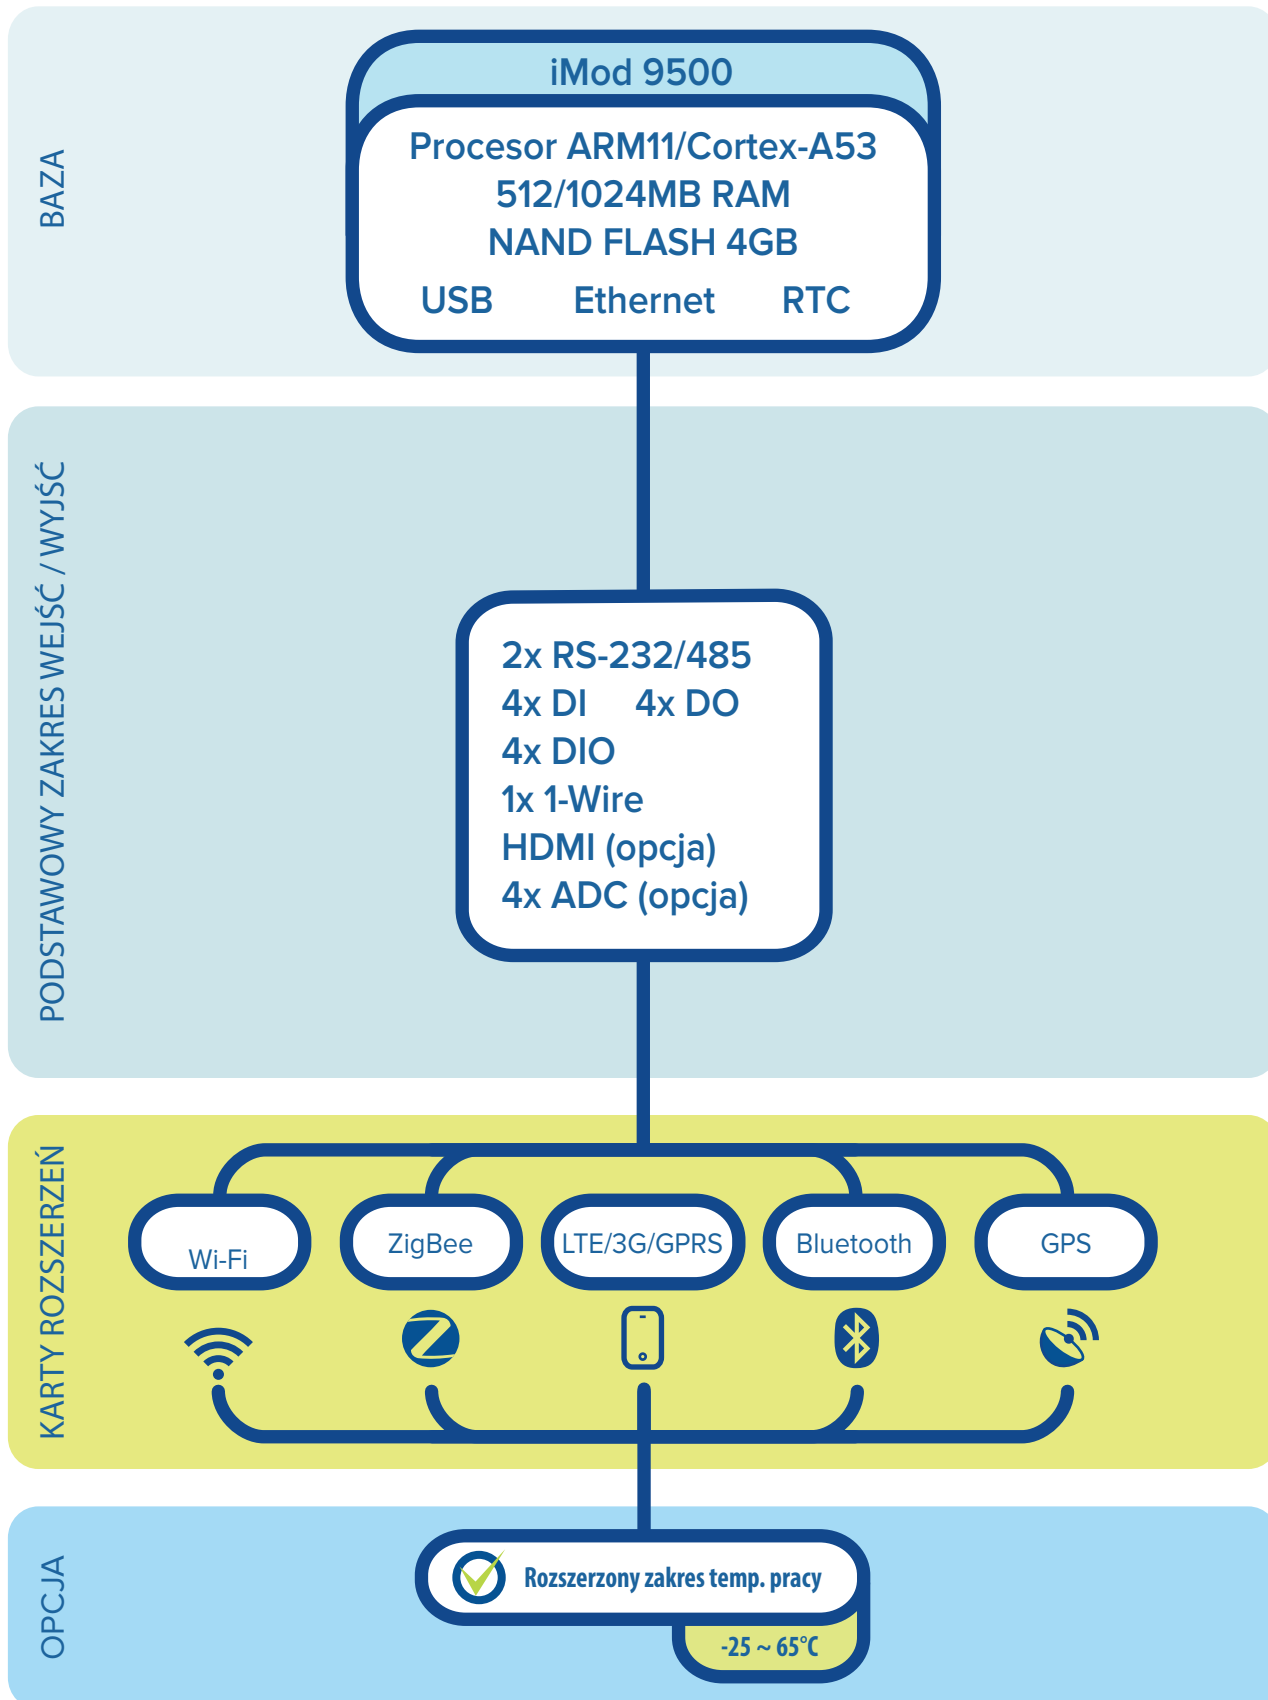 BAZA
iMod 9500
Procesor ARM11/Cortex-A53
512/1024MB RAM
NAND FLASH 4GB
USB Ethernet RTC
PODSTAWOWY ZAKRES WEJŚĆ / WYJŚĆ
2x RS-232/485
4x DI 4x DO
4x DIO
1x 1-Wire
HDMI (opcja)
4x ADC (opcja)
KARTY ROZSZERZEŃ
Wi-Fi
ZigBee
LTE/3G/GPRS
Bluetooth
GPS
OPCJA
Rozszerzony zakres temp. pracy
-25 ~ 65°C